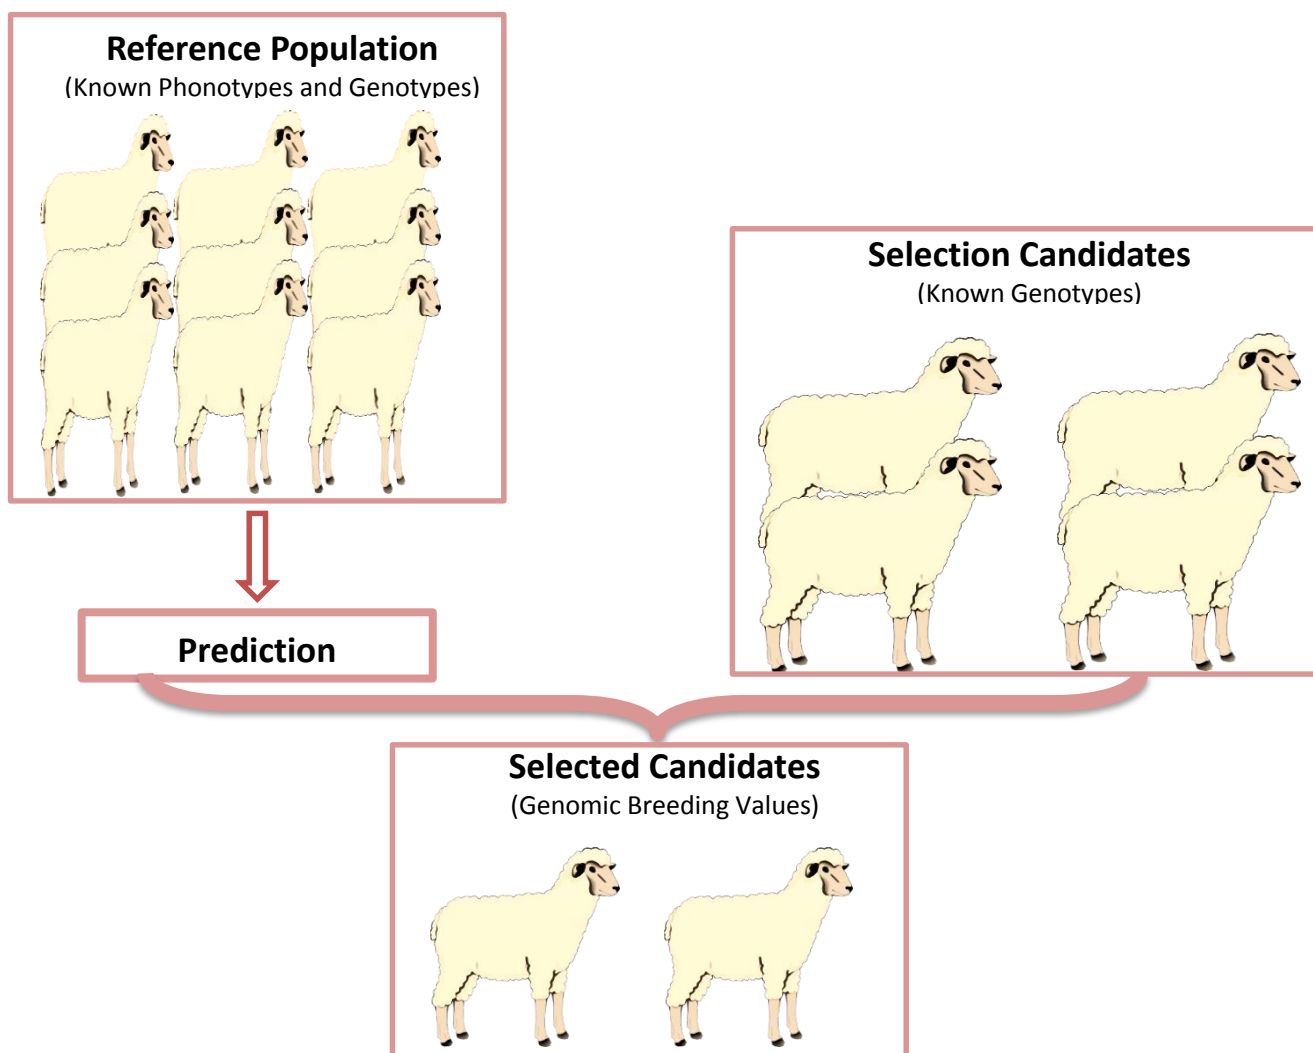 Reference Population
(Known Phonotypes and Genotypes)
Selection Candidates
(Known Genotypes)
Prediction
Selected Candidates
(Genomic Breeding Values)